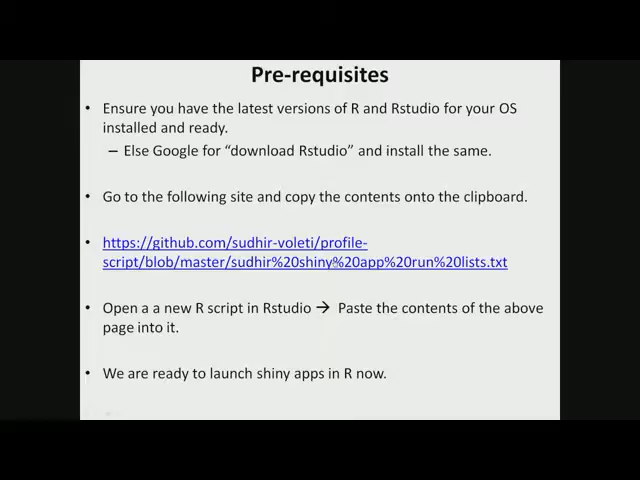 Pre-requisites
• Ensure you have the latest versions of R and Rstudio for your OS
installed and ready.
– Else Google for “download Rstudio” and install the same.
• Go to the following site and copy the contents onto the clipboard.
• https://github.com/sudhir-voleti/profile-
script/blob/master/sudhir%20shiny%20app%20run%20lists.txt
• Open a a new R script in Rstudio → Paste the contents of the above
page into it.
• We are ready to launch shiny apps in R now.